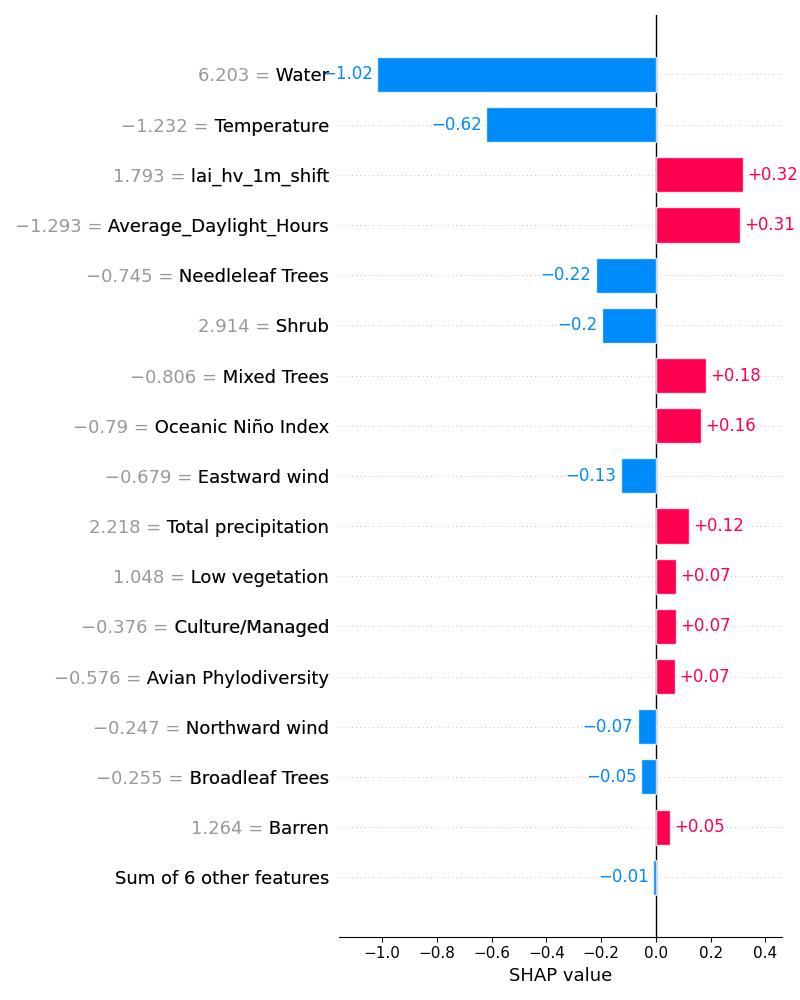 6.203 = Water −1.02
−1.232 = Temperature −0.62
1.793 = lai_hv_1m_shift +0.32
−1.293 = Average_Daylight_Hours +0.31
−0.745 = Needleleaf Trees −0.22
2.914 = Shrub −0.2
−0.806 = Mixed Trees +0.18
−0.79 = Oceanic Niño Index +0.16
−0.679 = Eastward wind −0.13
2.218 = Total precipitation +0.12
1.048 = Low vegetation +0.07
−0.376 = Culture/Managed +0.07
−0.576 = Avian Phylodiversity +0.07
−0.247 = Northward wind −0.07
−0.255 = Broadleaf Trees −0.05
1.264 = Barren +0.05
Sum of 6 other features −0.01
−1.0 −0.8 −0.6 −0.4 −0.2 0.0 0.2 0.4
SHAP value